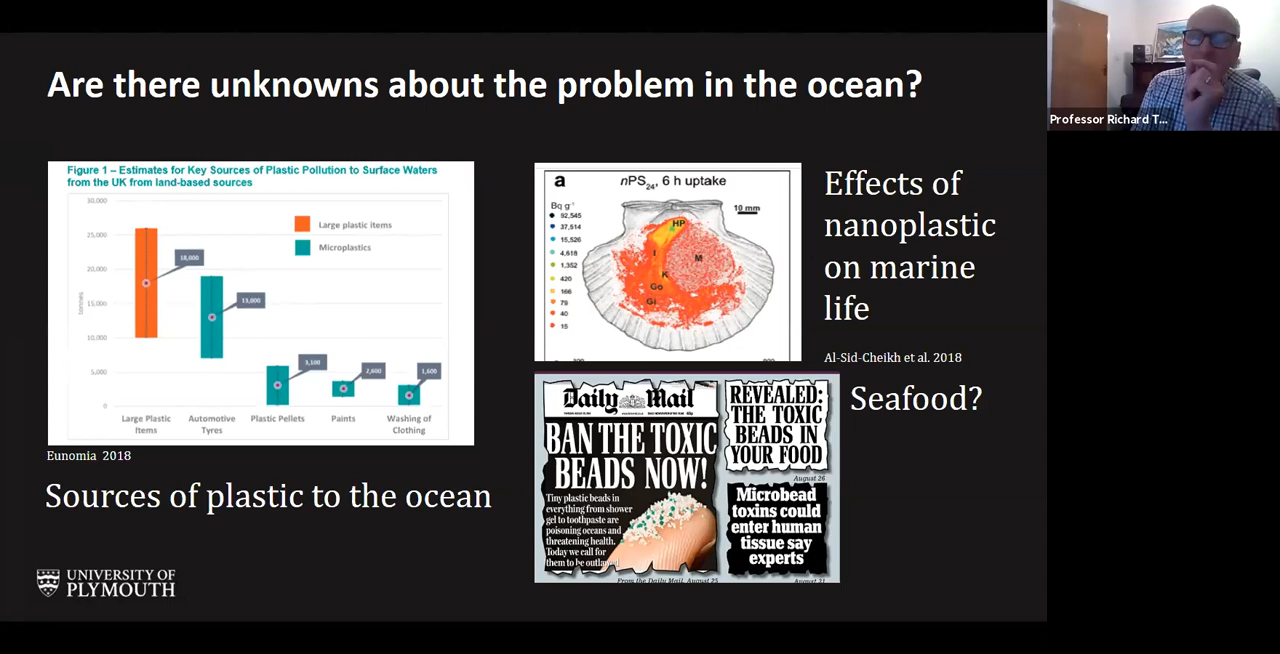 Are there unknowns about the problem in the ocean?
Professor Richard T...
Figure 1 – Estimates for Key Sources of Plastic Pollution to Surface Waters
from the UK from land-based sources
30,000
25,000
20,000
15,000
10,000
5,000
0
tonnes
Large plastic items
Microplastics
18,000
13,000
3,100
2,600
1,600
Large Plastic
Items
Automotive
Tyres
Plastic Pellets
Paints
Washing of
Clothing
Eunomia 2018
Sources of plastic to the ocean
a
nPS24, 6 h uptake
Bq g-1
92,545
37,514
15,526
4,618
1,352
420
166
79
40
15
10 mm
HP
I
M
K
Go
Gi
Effects of
nanoplastic
on marine
life
Al-Sid-Cheikh et al. 2018
Seafood?
Daily Mail
BAN THE TOXIC
BEADS NOW!
Tiny plastic beads in
everything from shower
gel to toothpaste are
poisoning oceans and
threatening health.
Today we call for
them to be outlawed
From the Daily Mail, August 25
REVEALED:
THE TOXIC
BEADS IN
YOUR FOOD
August 26
Microbead
toxins could
enter human
tissue say
experts
August 31
UNIVERSITY OF
PLYMOUTH